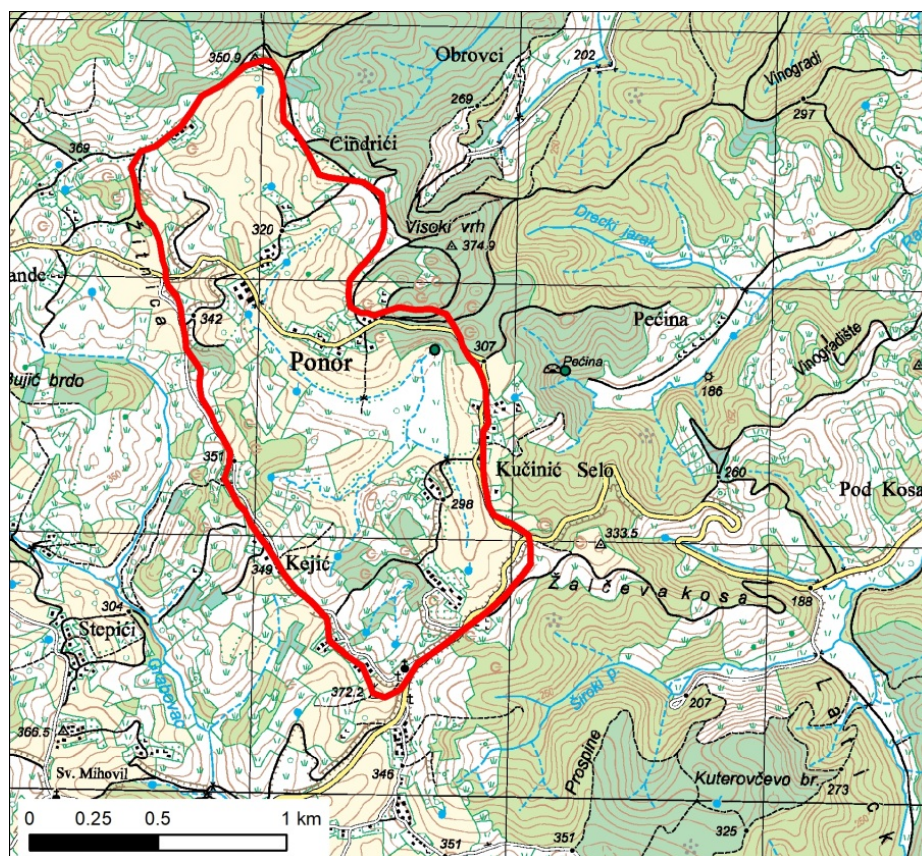 350.9
Obrovci
202
Vinogradi
269
297
369
Cindrići
Visoki vrh
374.9
Drečki jarak
320
Žitnica
ande
342
Pećina
Ponor
307
Pećina
Vinogradište
Bujić brdo
186
351
Kučinić Selo
260
Pod Kosa
350
298
333.5
349
Kejić
Žalčeva kosa
188
304
Stepići
Grabovac
372.2
Široki p.
207
Latick
366.5
Prospine
Kuterovčevo br.
346
Sv. Mihovil
273
325
351
351
0 0.25 0.5 1 km